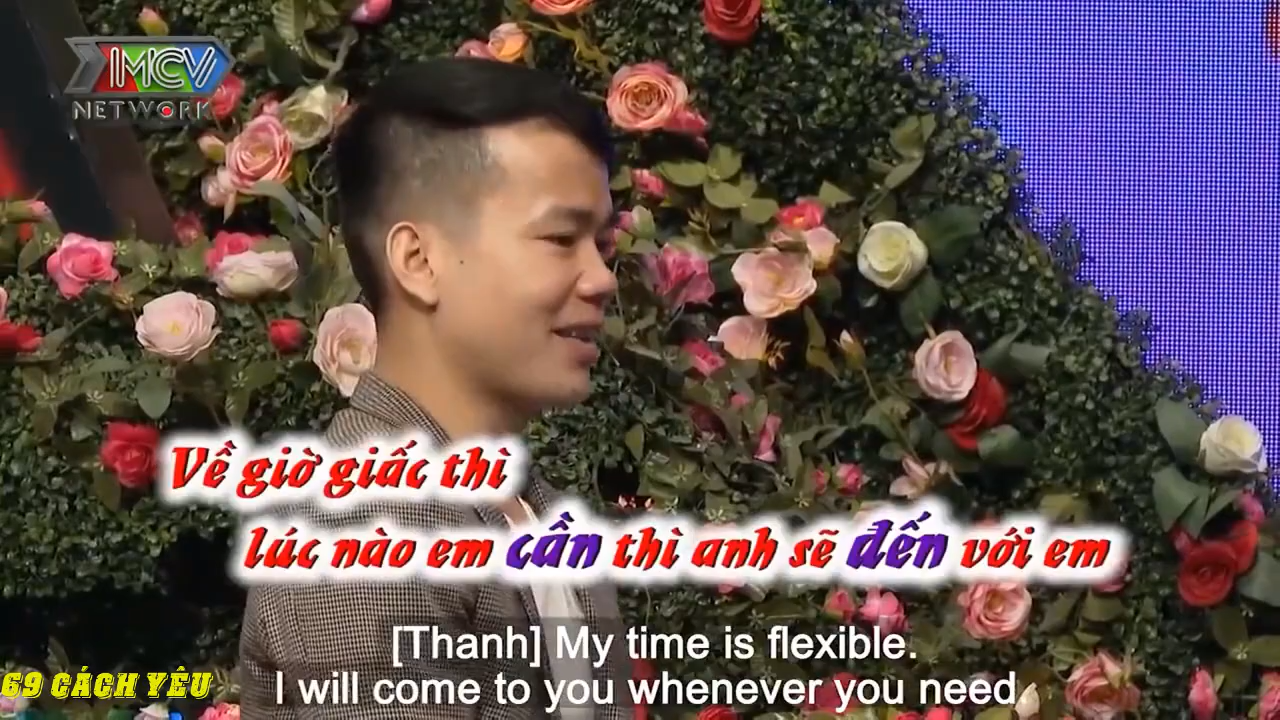 MCV
NETWORK
Về giờ giấc thì
lúc nào em cần thì anh sẽ đến với em
[Thanh] My time is flexible.
I will come to you whenever you need
69 CÁCH YÊU